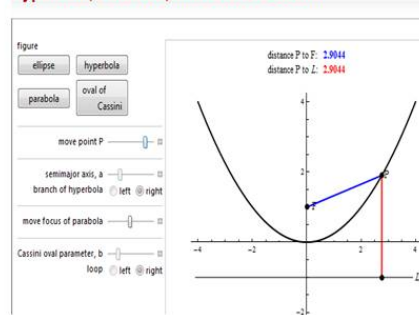 figure
ellipse
hyperbola
parabola
oval of
Cassini
move point P
semimajor axis, a
branch of hyperbola left right
move focus of parabola
Cassini oval parameter, b
loop left right
distance P to F: 2.9044
distance P to L: 2.9044
4
2
-4
2
4
-2
F
P
L